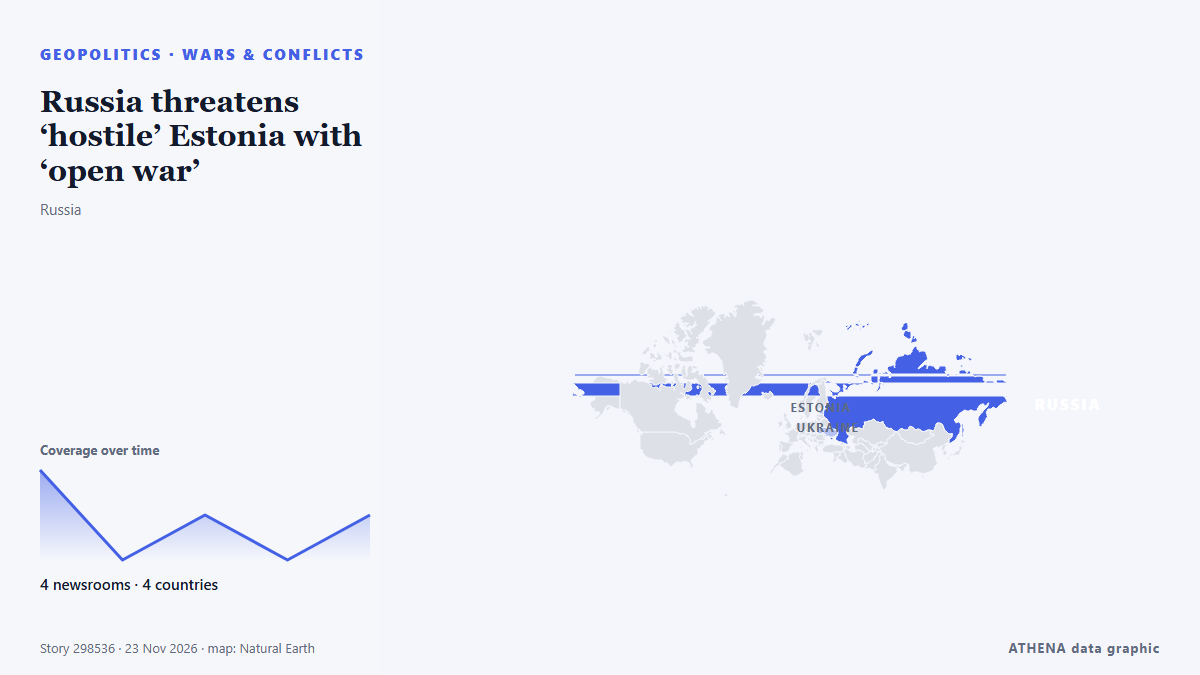 GEOPOLITICS · WARS & CONFLICTS
Russia threatens
‘hostile’ Estonia with
‘open war’
Russia
ESTONIA
RUSSIA
UKRAINE
Coverage over time
4 newsrooms · 4 countries
Story 298536 · 23 Nov 2026 · map: Natural Earth
ATHENA data graphic